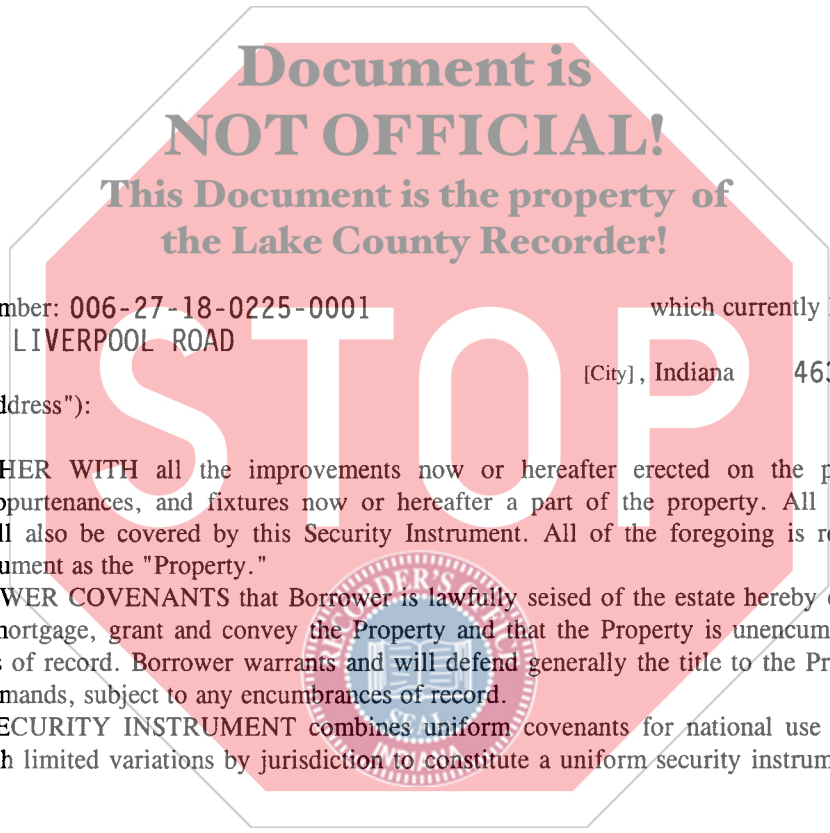 Document is
NOT OFFICIAL!
This Document is the property of
the Lake County Recorder!
STOP
mber: 006-27-18-0225-0001 which currently
LIVERPOOL ROAD
[City], Indiana 463
ddress"):
HER WITH all the improvements now or hereafter erected on the p
ppurtenances, and fixtures now or hereafter a part of the property. All
ll also be covered by this Security Instrument. All of the foregoing is re
ument as the "Property."
WER COVENANTS that Borrower is lawfully seised of the estate hereby
mortgage, grant and convey the Property and that the Property is unencum
s of record. Borrower warrants and will defend generally the title to the Pr
mands, subject to any encumbrances of record.
ECURITY INSTRUMENT combines uniform covenants for national use
h limited variations by jurisdiction to constitute a uniform security instrum
RECORDER'S OFFICE
SEAL
INDIANA